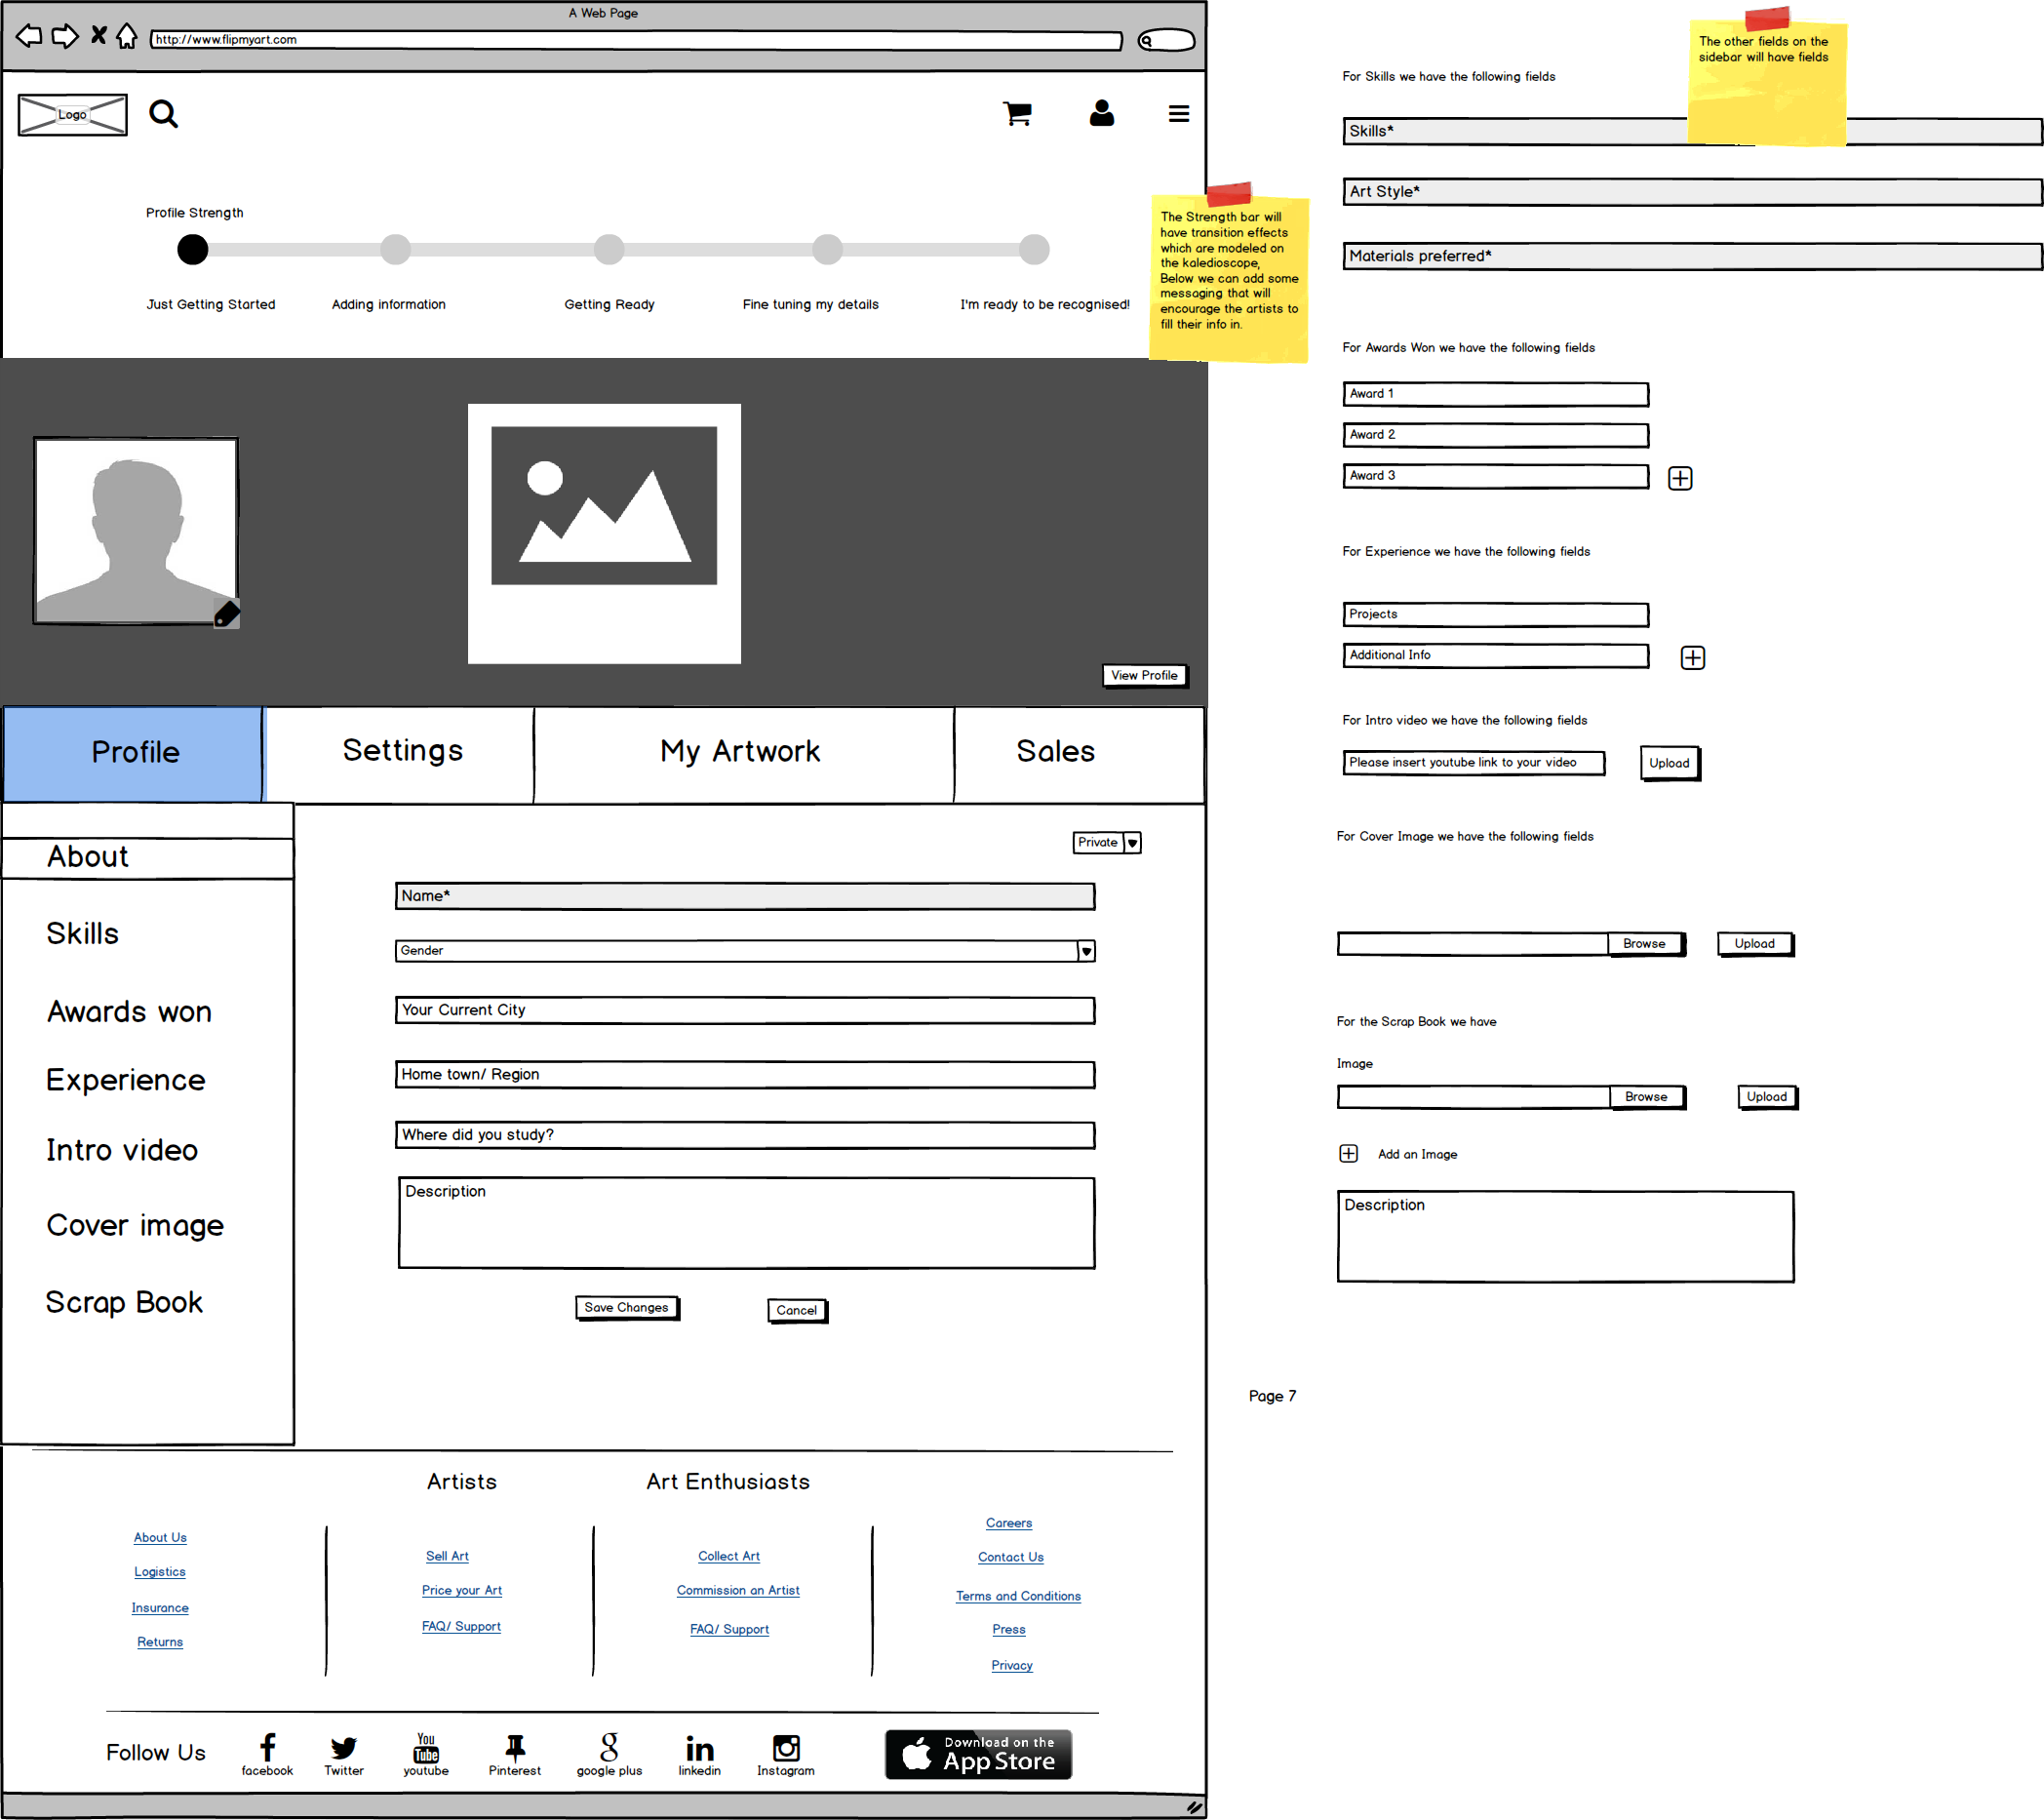 A Web Page
http://www.flipmyart.com
Logo
Profile Strength
Just Getting Started
Adding information
Getting Ready
Fine tuning my details
I'm ready to be recognised!
The Strength bar will
have transition effects
which are modeled on
the kaledioscope,
Below we can add some
messaging that will
encourage the artists to
fill their info in.
View Profile
Profile
Settings
My Artwork
Sales
About
Skills
Awards won
Experience
Intro video
Cover image
Scrap Book
Private
Name*
Gender
Your Current City
Home town/ Region
Where did you study?
Description
Save Changes
Cancel
Artists
Art Enthusiasts
About Us
Logistics
Insurance
Returns
Sell Art
Price your Art
FAQ/ Support
Collect Art
Commission an Artist
FAQ/ Support
Careers
Contact Us
Terms and Conditions
Press
Privacy
Follow Us
facebook
Twitter
You
Tube
youtube
Pinterest
g
google plus
in
linkedin
Instagram
Download on the
App Store
The other fields on the
sidebar will have fields
For Skills we have the following fields
Skills*
Art Style*
Materials preferred*
For Awards Won we have the following fields
Award 1
Award 2
Award 3
For Experience we have the following fields
Projects
Additional Info
For Intro video we have the following fields
Please insert youtube link to your video
Upload
For Cover Image we have the following fields
Browse
Upload
For the Scrap Book we have
Image
Browse
Upload
Add an Image
Description
Page 7